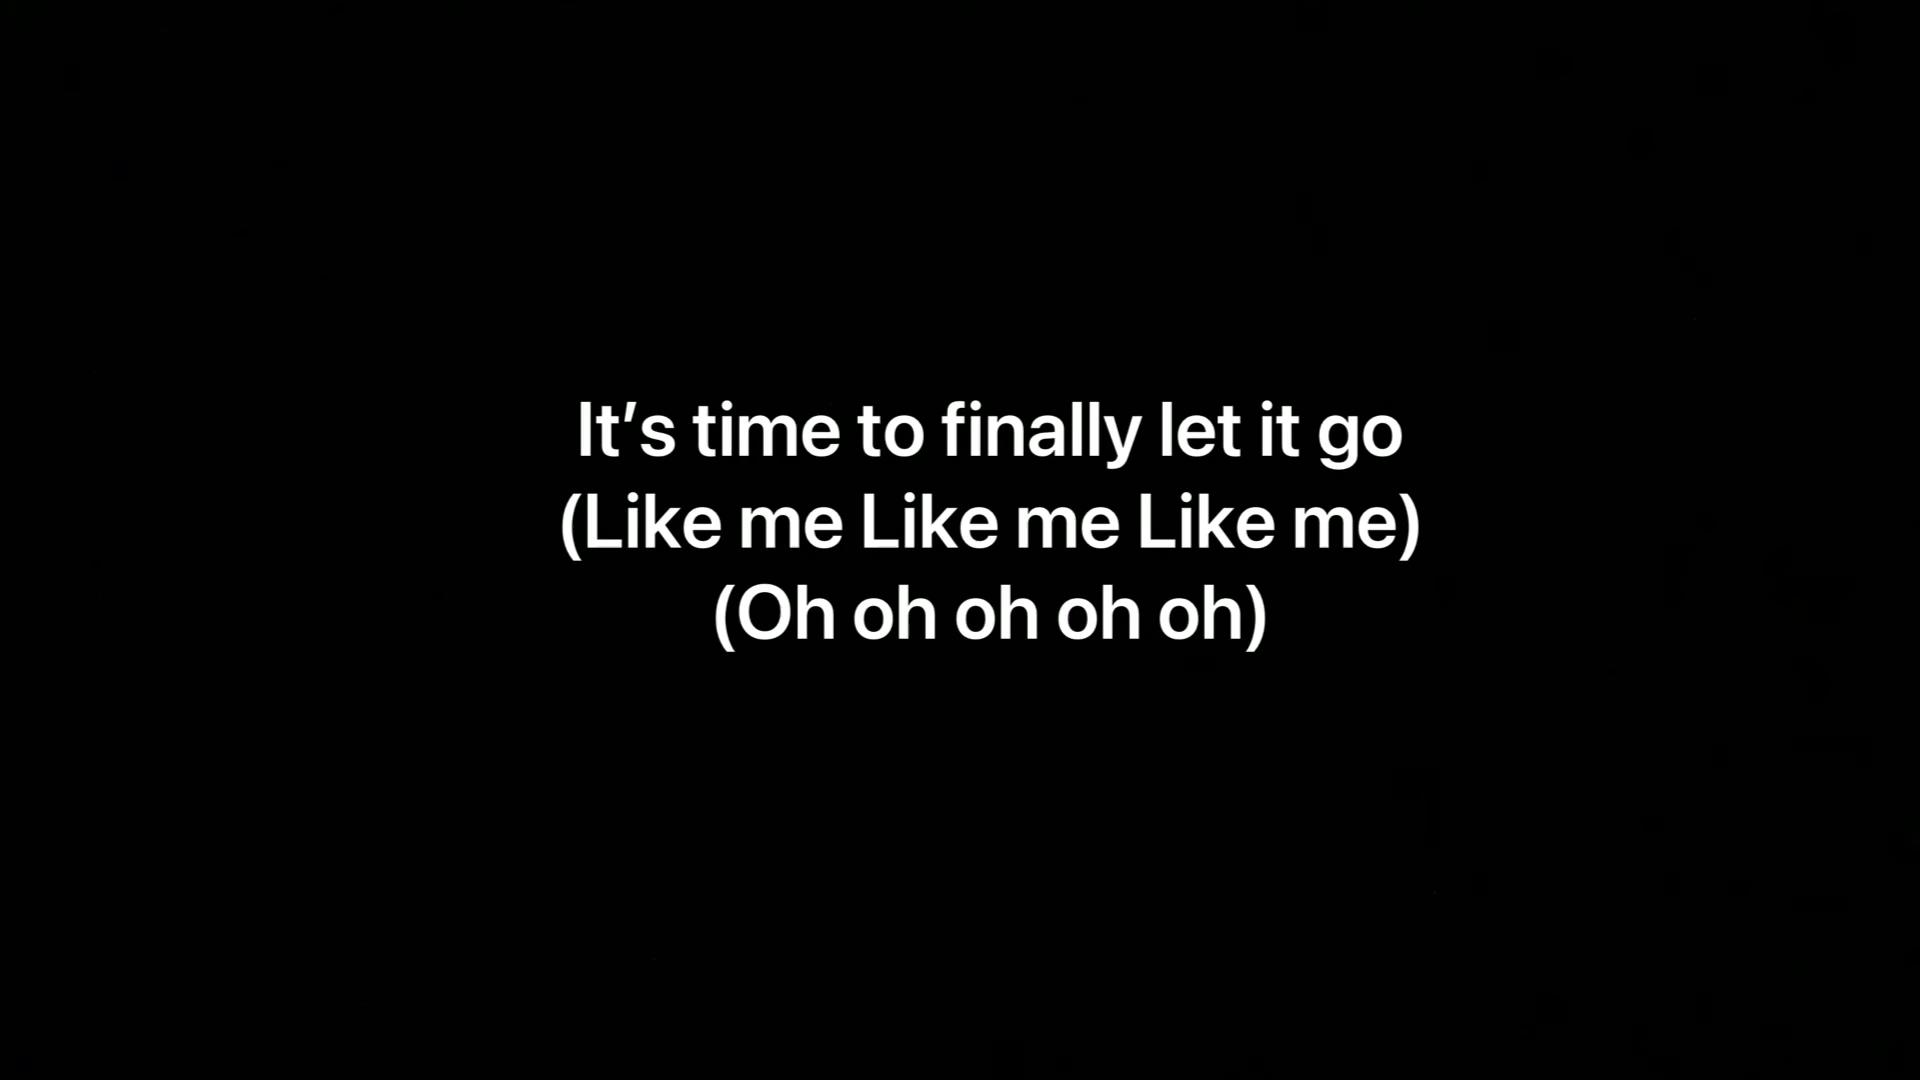 It’s time to finally let it go
(Like me Like me Like me)
(Oh oh oh oh oh)